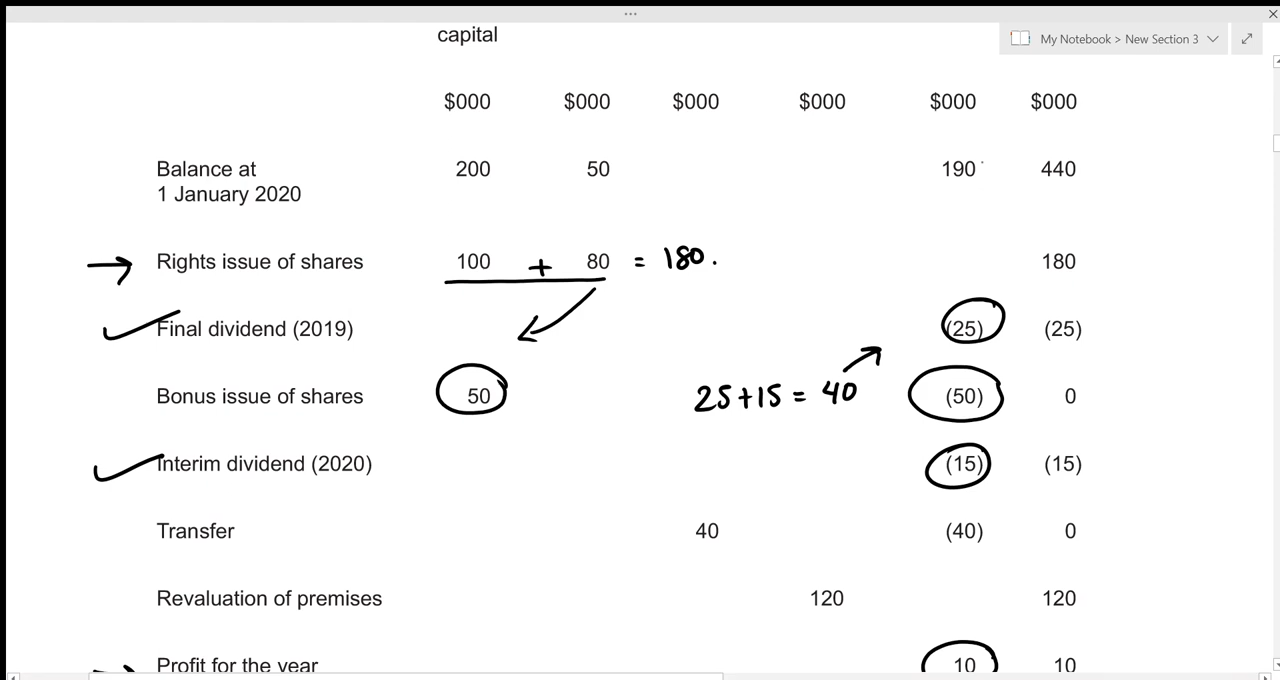 My Notebook > New Section 3
capital
$000 $000 $000 $000 $000 $000
Balance at 200 50 190 440
1 January 2020
Rights issue of shares 100 + 80 = 180. 180
Final dividend (2019) (25) (25)
Bonus issue of shares 50 25+15 = 40 (50) 0
Interim dividend (2020) (15) (15)
Transfer 40 (40) 0
Revaluation of premises 120 120
Profit for the year 10 10